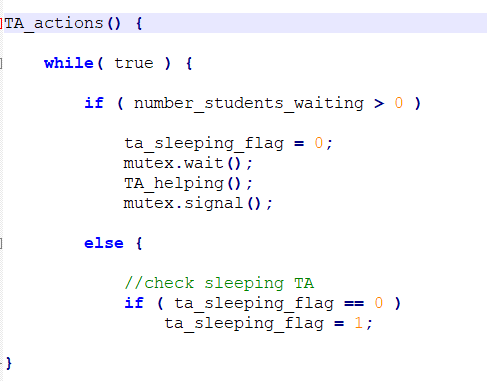 TA_actions() {
while( true ) {
if ( number_students_waiting > 0 )
ta_sleeping_flag = 0;
mutex.wait();
TA_helping();
mutex.signal();
else {
//check sleeping TA
if ( ta_sleeping_flag == 0 )
ta_sleeping_flag = 1;
}